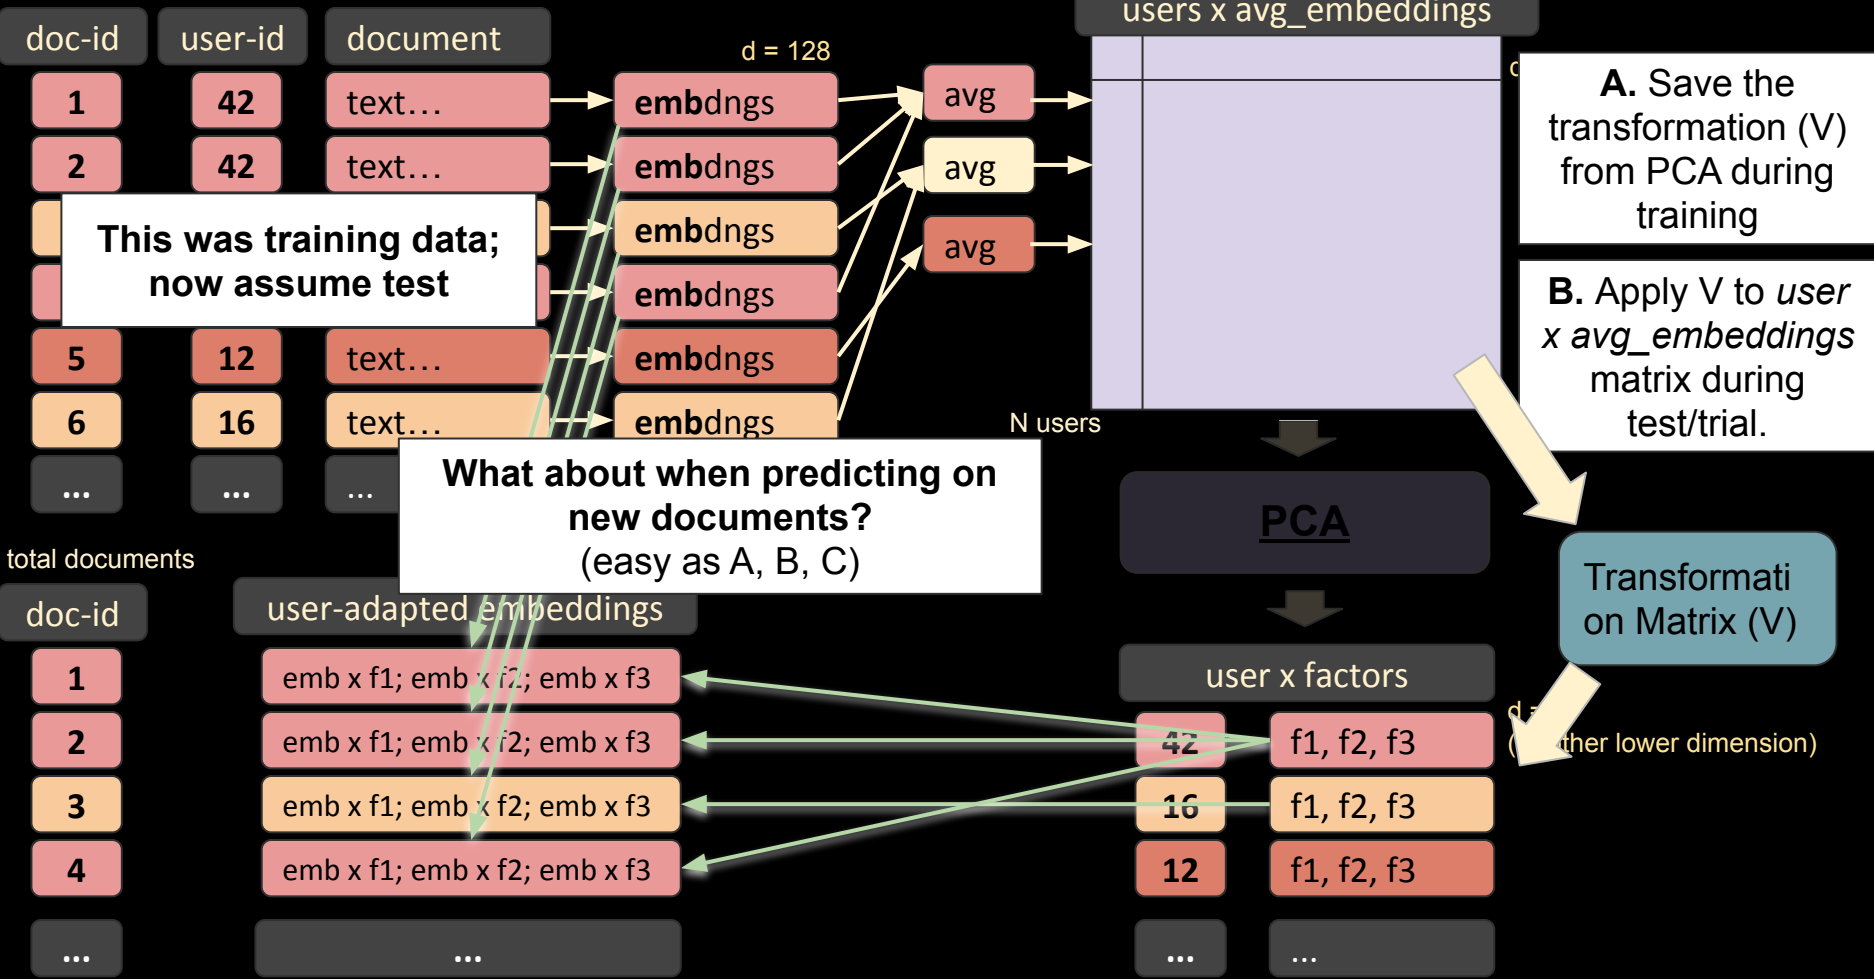 users x avg_embeddings
doc-id
user-id
document
d = 128
1
42
text…
embdngs
avg
2
42
text…
embdngs
avg
embdngs
avg
embdngs
5
12
text…
embdngs
6
16
text…
embdngs
...
...
...
This was training data;
now assume test
What about when predicting on
new documents?
(easy as A, B, C)
A. Save the
transformation (V)
from PCA during
training
B. Apply V to user
x avg_embeddings
matrix during
test/trial.
N users
PCA
Transformati
on Matrix (V)
total documents
doc-id
user-adapted embeddings
1
emb x f1; emb x f2; emb x f3
2
emb x f1; emb x f2; emb x f3
3
emb x f1; emb x f2; emb x f3
4
emb x f1; emb x f2; emb x f3
...
...
user x factors
42
f1, f2, f3
16
f1, f2, f3
12
f1, f2, f3
...
...
d =
lower dimension)